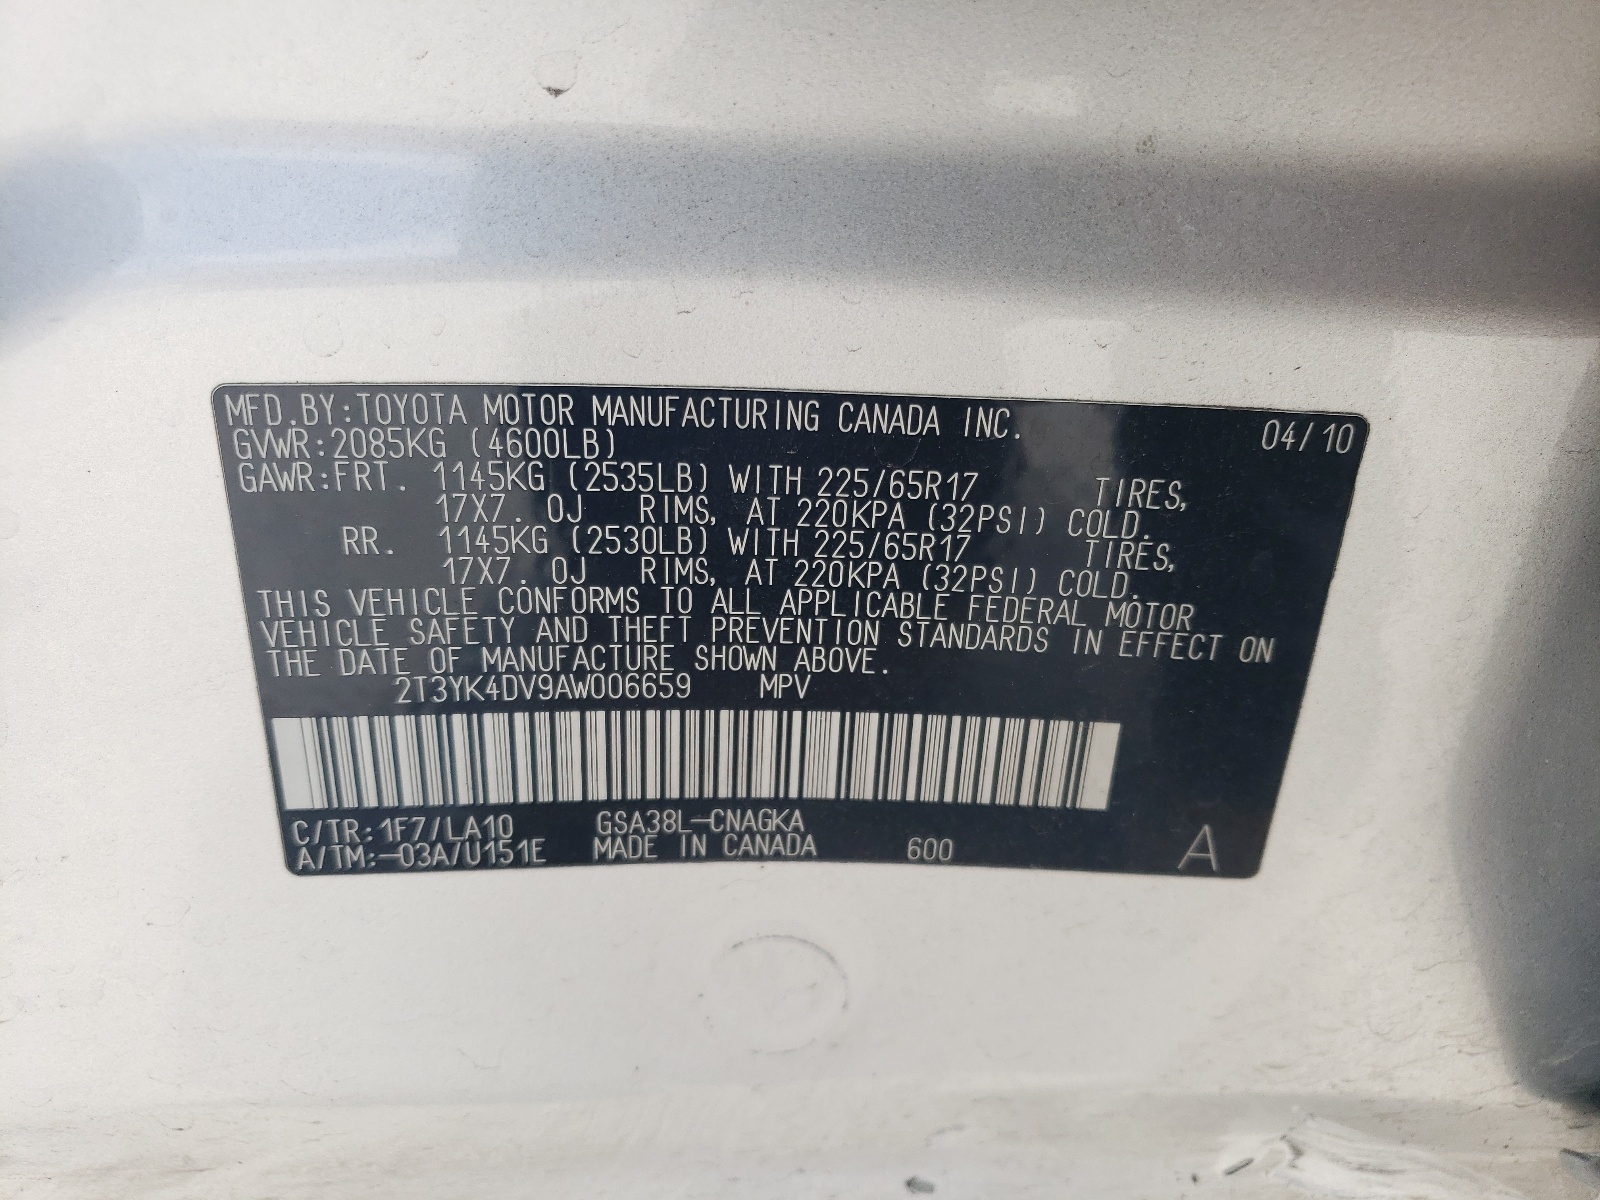 MFD.BY:TOYOTA MOTOR MANUFACTURING CANADA INC. 04/10
GVWR:2085KG (4600LB)
GAWR:FRT. 1145KG (2535LB) WITH 225/65R17 TIRES,
17X7.0J RIMS, AT 220KPA (32PSI) COLD.
RR. 1145KG (2530LB) WITH 225/65R17 TIRES,
17X7.0J RIMS, AT 220KPA (32PSI) COLD.
THIS VEHICLE CONFORMS TO ALL APPLICABLE FEDERAL MOTOR
VEHICLE SAFETY AND THEFT PREVENTION STANDARDS IN EFFECT ON
THE DATE OF MANUFACTURE SHOWN ABOVE.
2T3YK4DV9AW006659 MPV
C/TR:1F7/LA10 GSA38L-CNAGKA
A/TM:-03A/U151E MADE IN CANADA 600 A